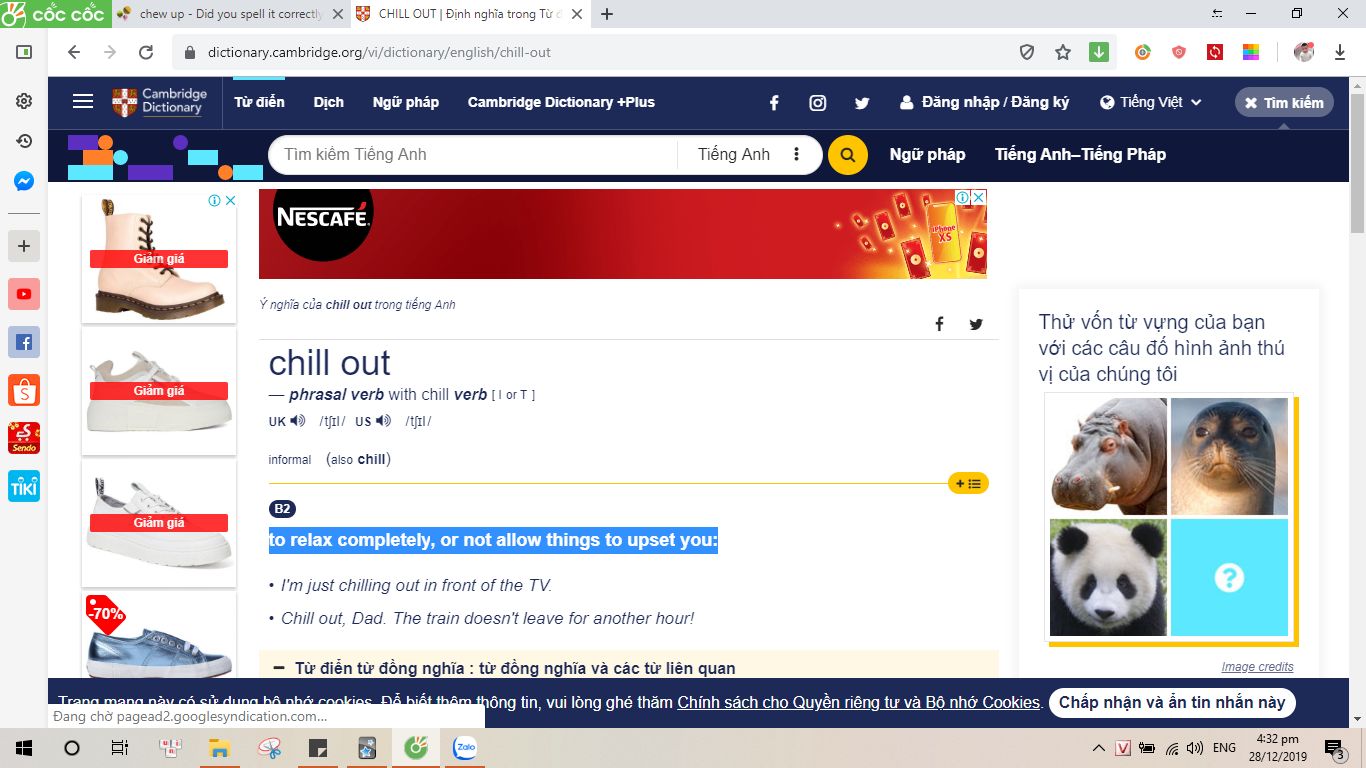 cốc cốc
chew up - Did you spell it correctly
CHILL OUT | Định nghĩa trong Từ
dictionary.cambridge.org/vi/dictionary/english/chill-out
Cambridge Dictionary
Từ điển
Dịch
Ngữ pháp
Cambridge Dictionary +Plus
Đăng nhập / Đăng ký
Tiếng Việt
Tìm kiếm
Tìm kiếm Tiếng Anh
Tiếng Anh
Ngữ pháp
Tiếng Anh–Tiếng Pháp
Giảm giá
Giảm giá
Giảm giá
-70%
NESCAFÉ
iPhone XS
Ý nghĩa của chill out trong tiếng Anh
chill out
— phrasal verb with chill verb [ I or T ]
UK /tʃɪl/ US /tʃɪl/
informal (also chill)
B2
to relax completely, or not allow things to upset you:
• I'm just chilling out in front of the TV.
• Chill out, Dad. The train doesn't leave for another hour!
Từ điển từ đồng nghĩa : từ đồng nghĩa và các từ liên quan
Thử vốn từ vựng của bạn
với các câu đố hình ảnh thú
vị của chúng tôi
?
Image credits
Trang mạng này có sử dụng bộ nhớ cookies. Để biết thêm thông tin, vui lòng ghé thăm Chính sách cho Quyền riêng tư và Bộ nhớ Cookies.
Chấp nhận và ẩn tin nhắn này
Đang chờ pagead2.googlesyndication.com...
Sendo
TIKI
Zalo
V
ENG
4:32 pm
28/12/2019
3